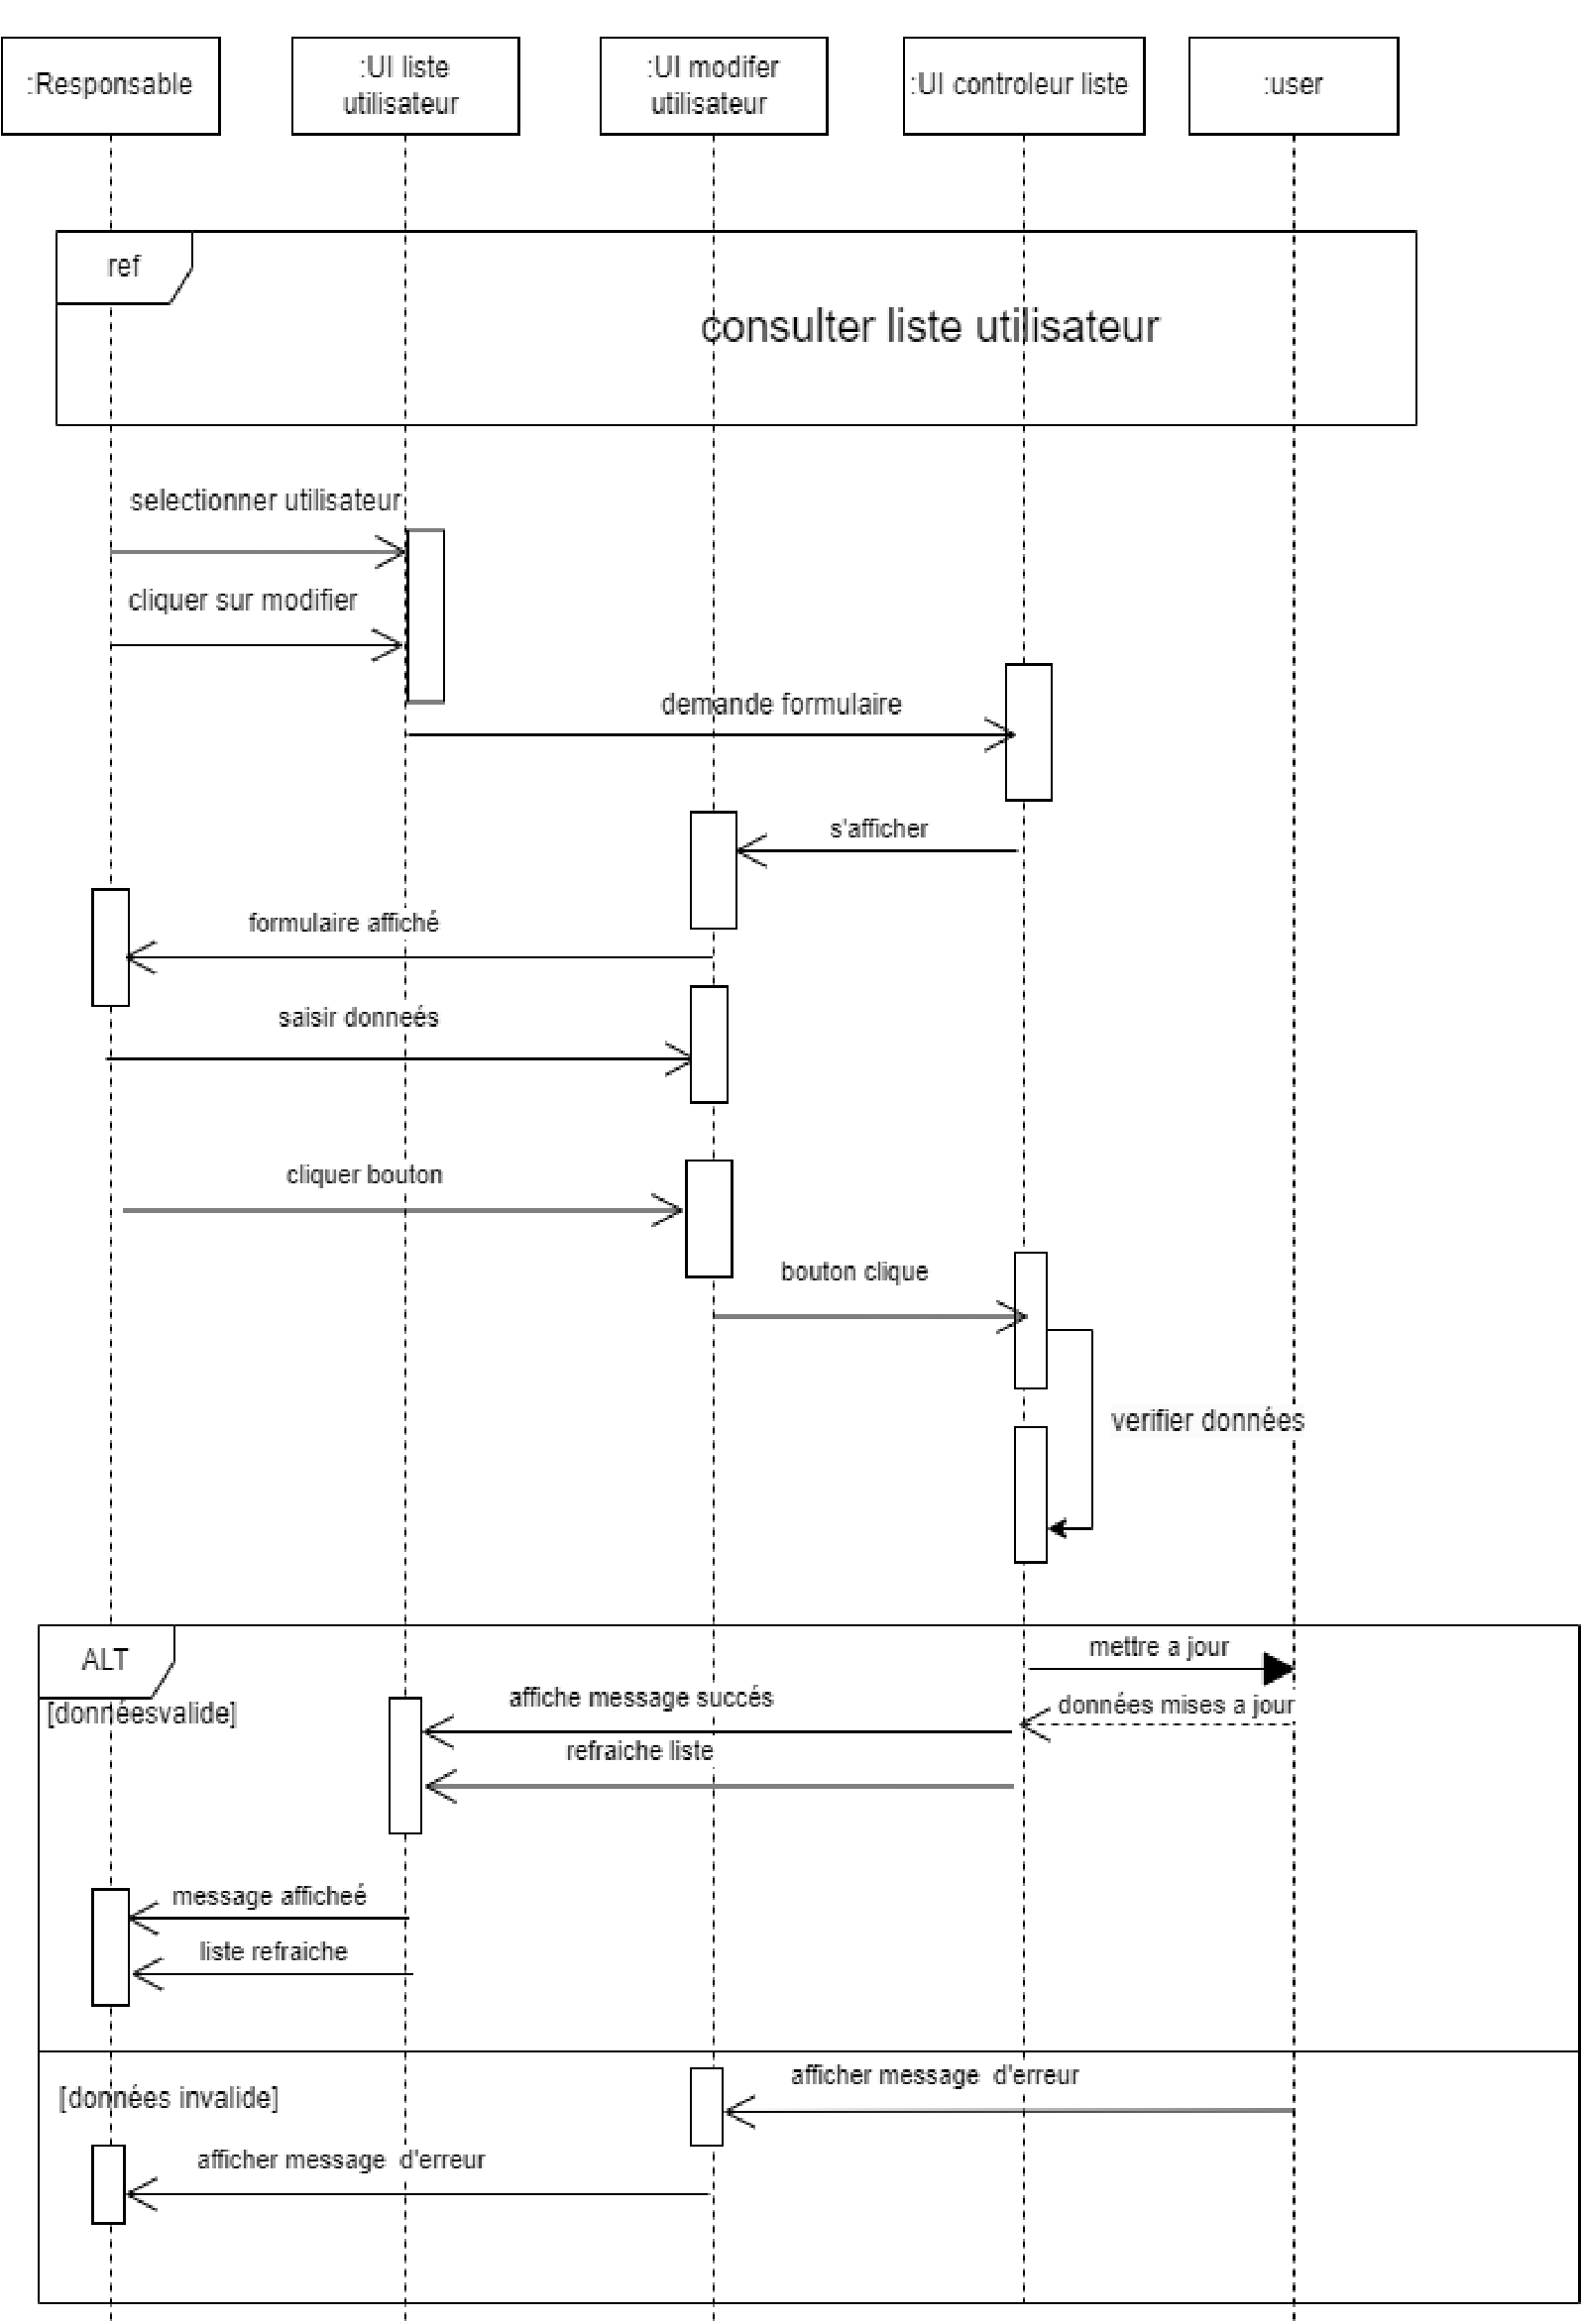 :Responsable
:UI liste
utilisateur
:UI modifer
utilisateur
:UI controleur liste
:user
ref
consulter liste utilisateur
selectionner utilisateur
cliquer sur modifier
demande formulaire
s'afficher
formulaire affiché
saisir donneés
cliquer bouton
bouton clique
verifier données
ALT
mettre a jour
[donnéesvalide]
affiche message succés
données mises a jour
refraiche liste
message afficheé
liste refraiche
afficher message d'erreur
[données invalide]
afficher message d'erreur